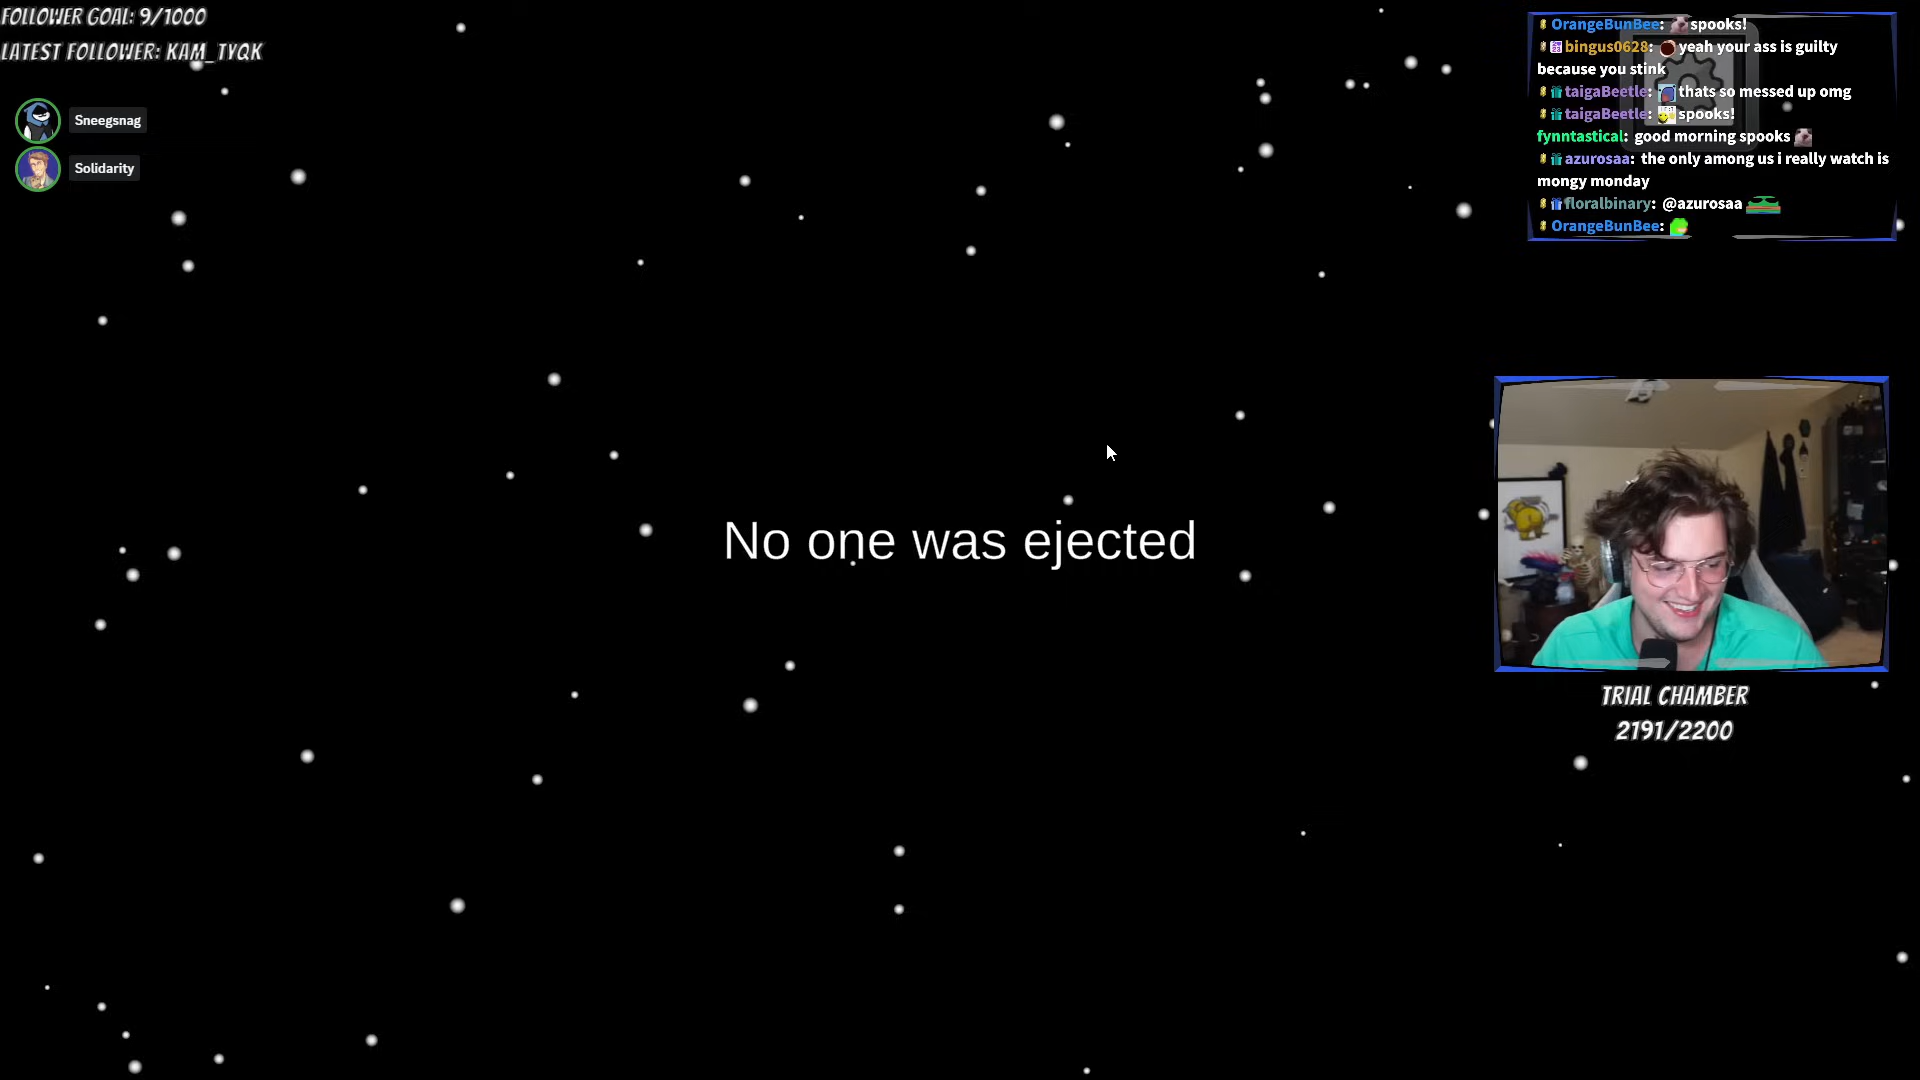 FOLLOWER GOAL: 9/1000
LATEST FOLLOWER: KAM_TYQK
Sneegsnag
Solidarity
OrangeBunBee: spooks!
bingus0628: yeah your ass is guilty
because you stink
taigaBeetle: thats so messed up omg
taigaBeetle: spooks!
fynntastical: good morning spooks
azurosaa: the only among us i really watch is
mongy monday
floralbinary: @azurosaa
OrangeBunBee:
No one was ejected
TRIAL CHAMBER
2191/2200